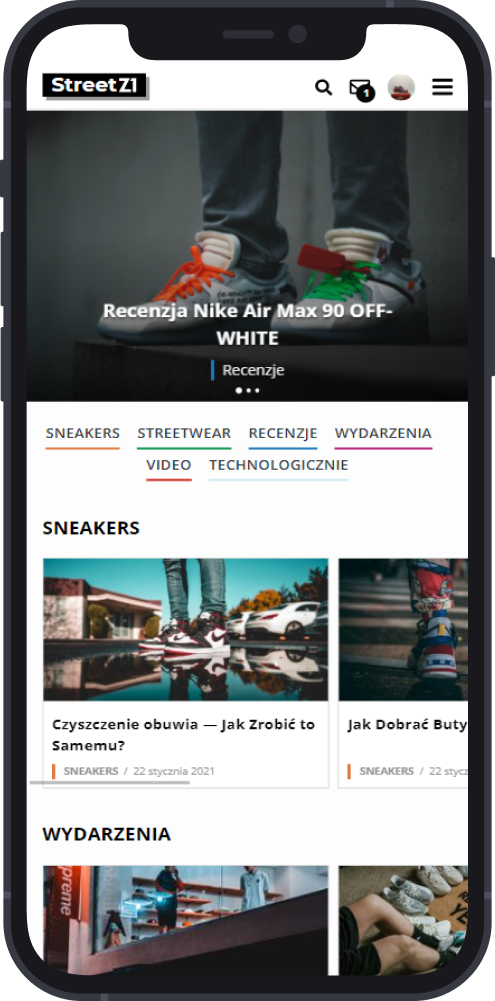 StreetZ1
1
Recenzja Nike Air Max 90 OFF-
WHITE
Recenzje
SNEAKERS STREETWEAR RECENZJE WYDARZENIA
VIDEO TECHNOLOGICZNIE
SNEAKERS
Czyszczenie obuwia — Jak Zrobić to
Samemu?
SNEAKERS / 22 stycznia 2021
Jak Dobrać Buty
SNEAKERS / 22 stycz
WYDARZENIA
preme